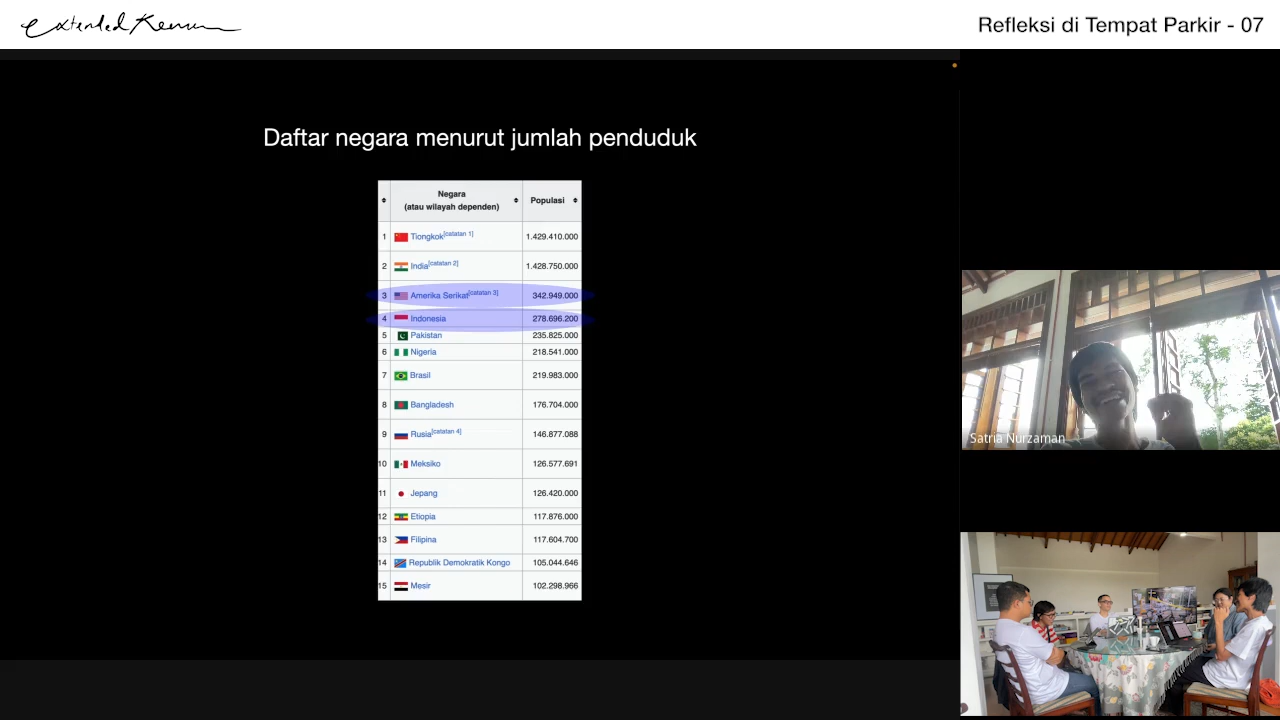 Extended Kemun
Refleksi di Tempat Parkir - 07
Daftar negara menurut jumlah penduduk
Negara
(atau wilayah dependen)
Populasi
1 Tiongkok[catatan 1] 1.429.410.000
2 India[catatan 2] 1.428.750.000
3 Amerika Serikat[catatan 3] 342.949.000
4 Indonesia 278.696.200
5 Pakistan 235.825.000
6 Nigeria 218.541.000
7 Brasil 219.983.000
8 Bangladesh 176.704.000
9 Rusia[catatan 4] 146.877.088
10 Meksiko 126.577.691
11 Jepang 126.420.000
12 Etiopia 117.876.000
13 Filipina 117.604.700
14 Republik Demokratik Kongo 105.044.646
15 Mesir 102.298.966
Satria Nurzaman